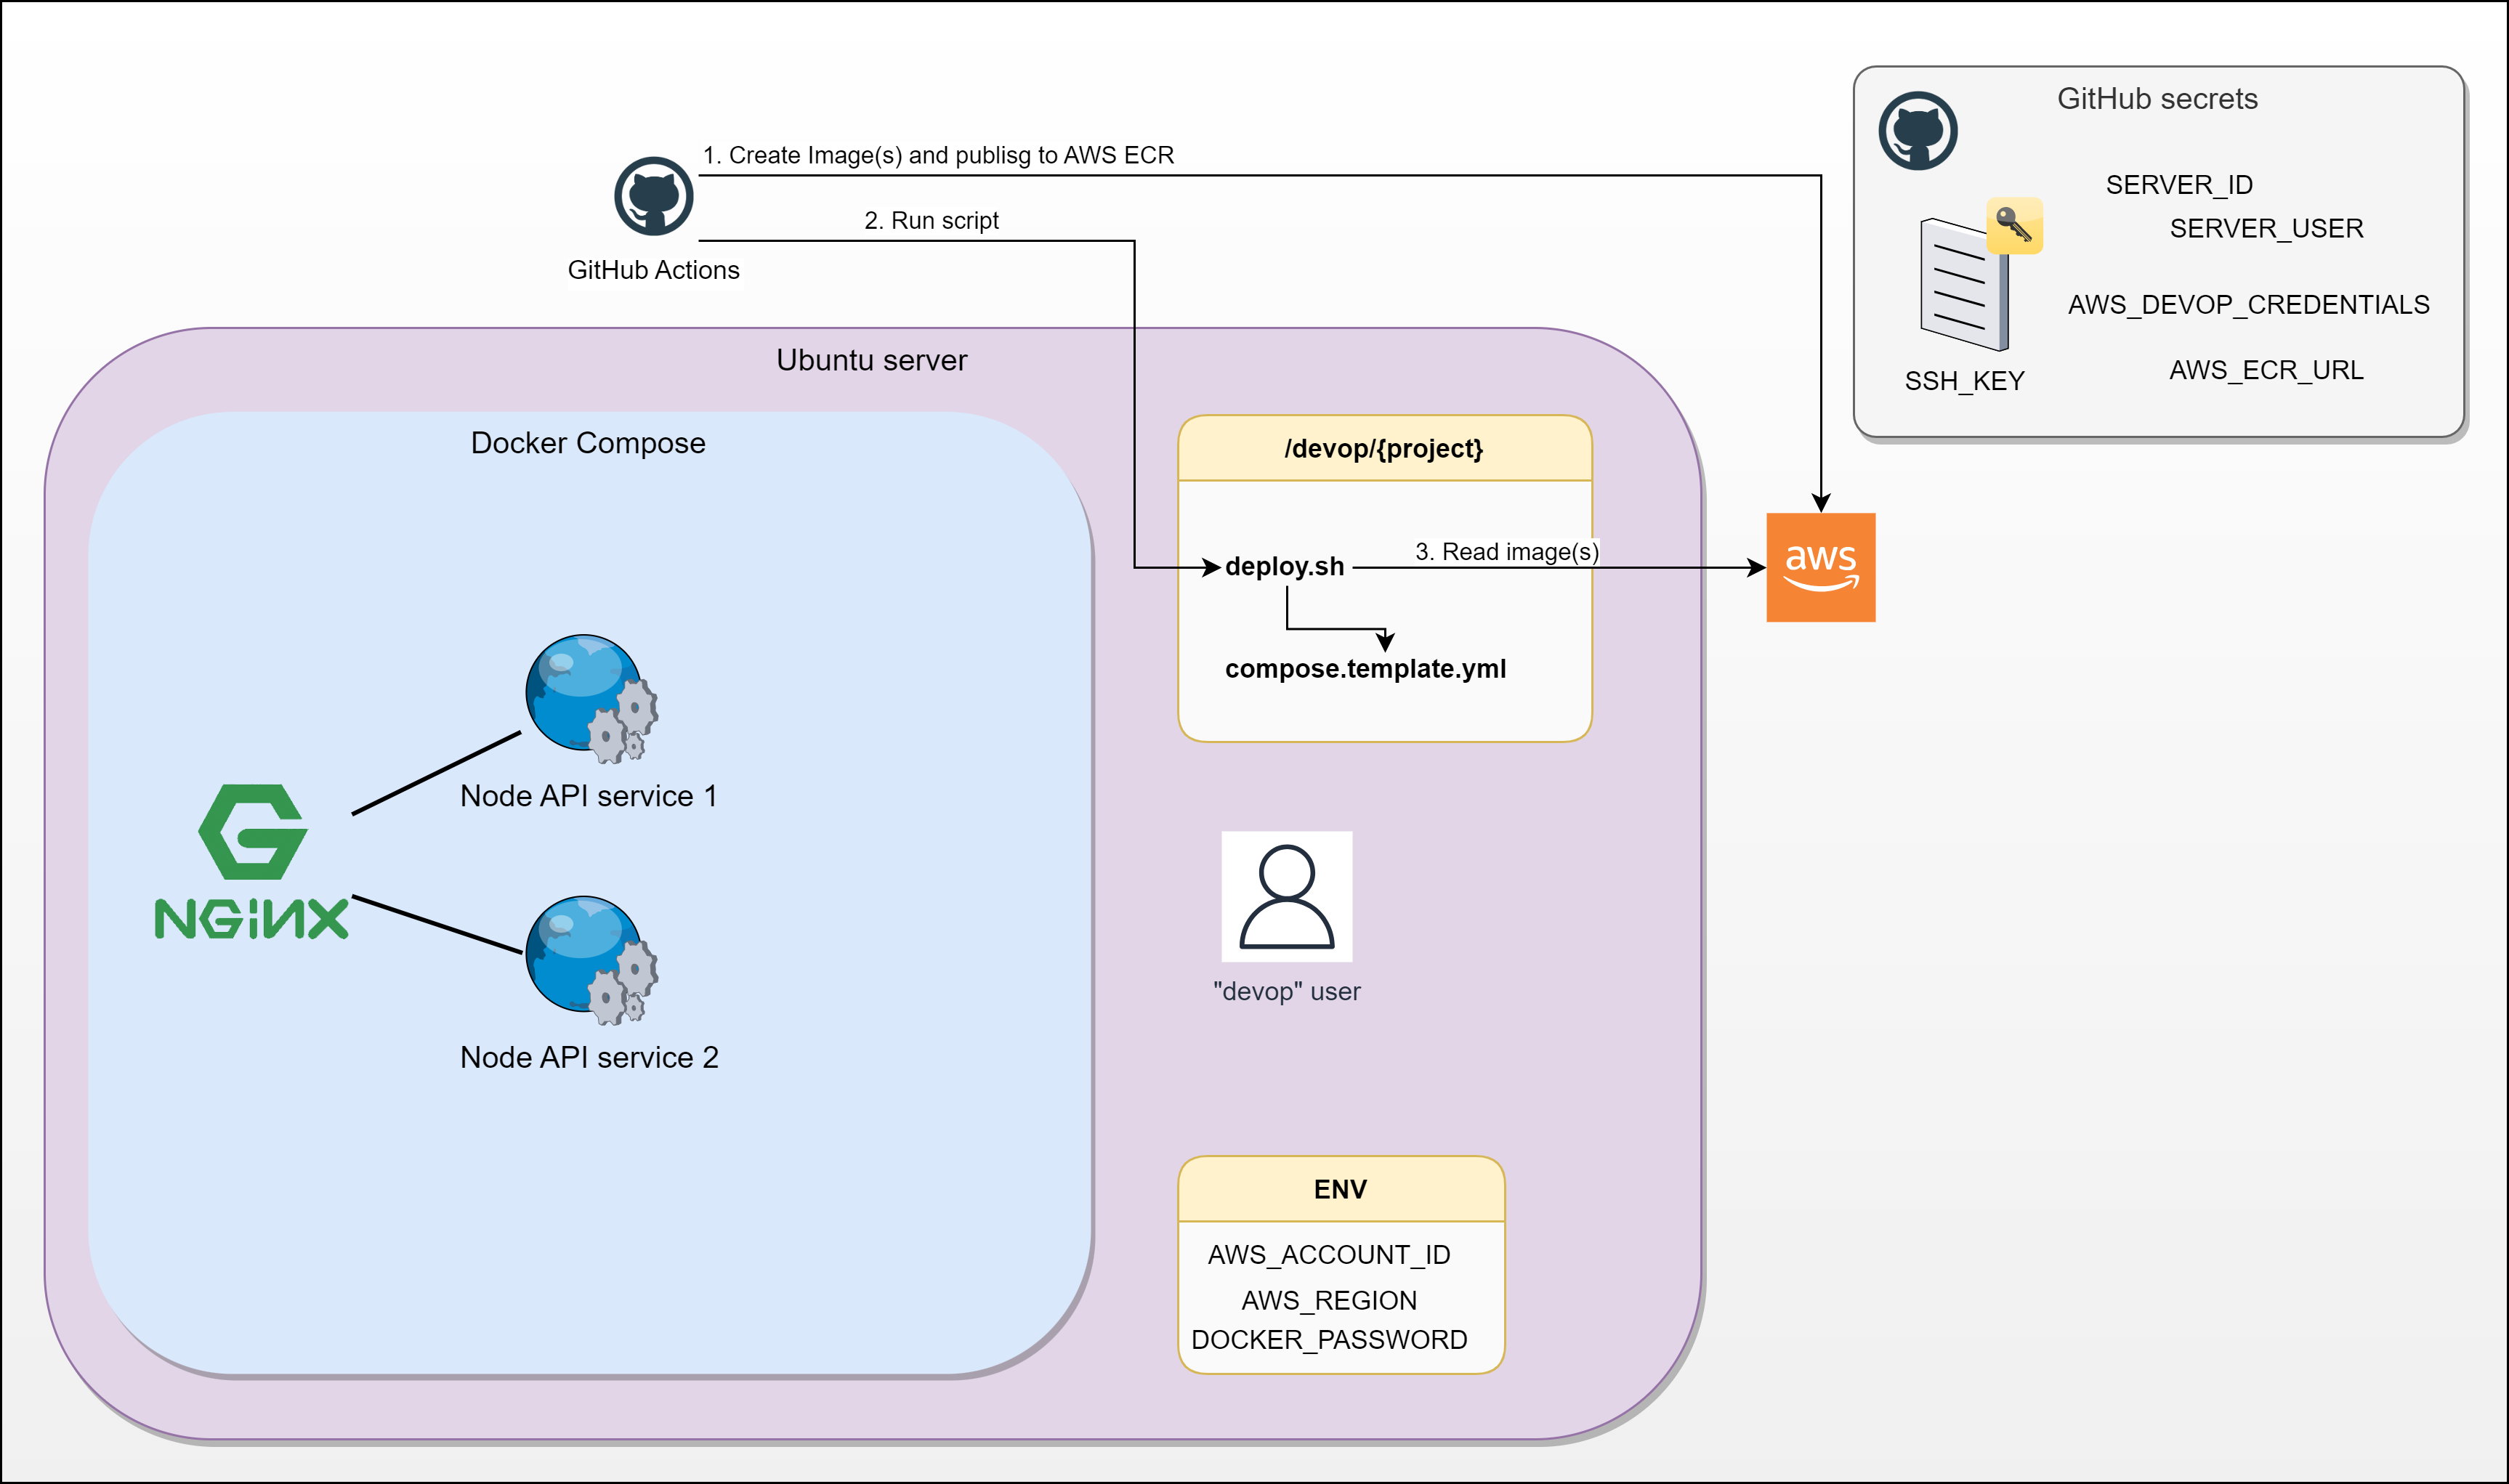 GitHub secrets
1. Create Image(s) and publisg to AWS ECR
SERVER_ID
2. Run script
SERVER_USER
GitHub Actions
AWS_DEVOP_CREDENTIALS
AWS_ECR_URL
SSH_KEY
Ubuntu server
Docker Compose
/devop/{project}
3. Read image(s)
deploy.sh
aws
compose.template.yml
Node API service 1
NGINX
"devop" user
Node API service 2
ENV
AWS_ACCOUNT_ID
AWS_REGION
DOCKER_PASSWORD